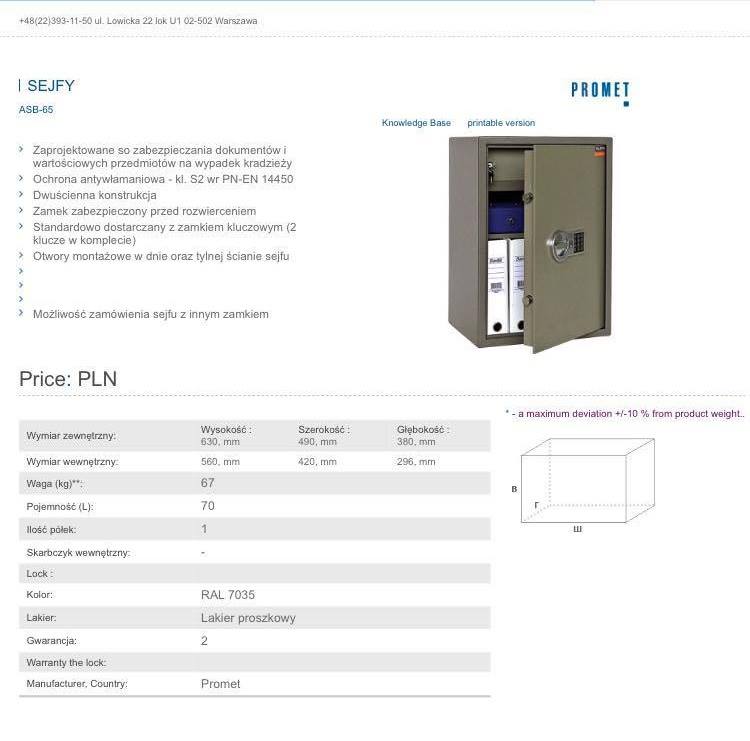 +48(22)393-11-50 ul. Lowicka 22 lok U1 02-502 Warszawa
SEJFY
PROMET
ASB-65
Knowledge Base printable version
Zaprojektowane so zabezpieczania dokumentów i
wartościowych przedmiotów na wypadek kradzieży
Ochrona antywłamaniowa - kl. S2 wr PN-EN 14450
Dwuścienna konstrukcja
Zamek zabezpieczony przed rozwierceniem
Standardowo dostarczany z zamkiem kluczowym (2
klucze w komplecie)
Otwory montażowe w dnie oraz tylnej ścianie sejfu
Możliwość zamówienia sejfu z innym zamkiem
Price: PLN
* - a maximum deviation +/-10 % from product weight..
Wymiar zewnętrzny: Wysokość : 630, mm Szerokość : 490, mm Głębokość : 380, mm
Wymiar wewnętrzny: 560, mm 420, mm 296, mm
Waga (kg)**: 67
Pojemność (L): 70
Ilość półek: 1
Skarbczyk wewnętrzny: -
Lock :
Kolor: RAL 7035
Lakier: Lakier proszkowy
Gwarancja: 2
Warranty the lock:
Manufacturer, Country: Promet
В
Г
Ш